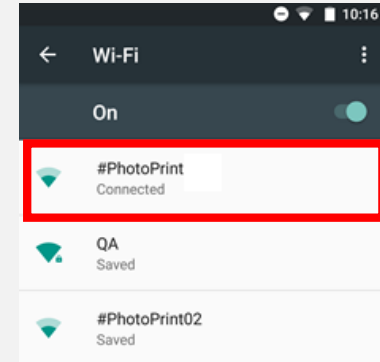 10:16
Wi-Fi
On
#PhotoPrint
Connected
QA
Saved
#PhotoPrint02
Saved